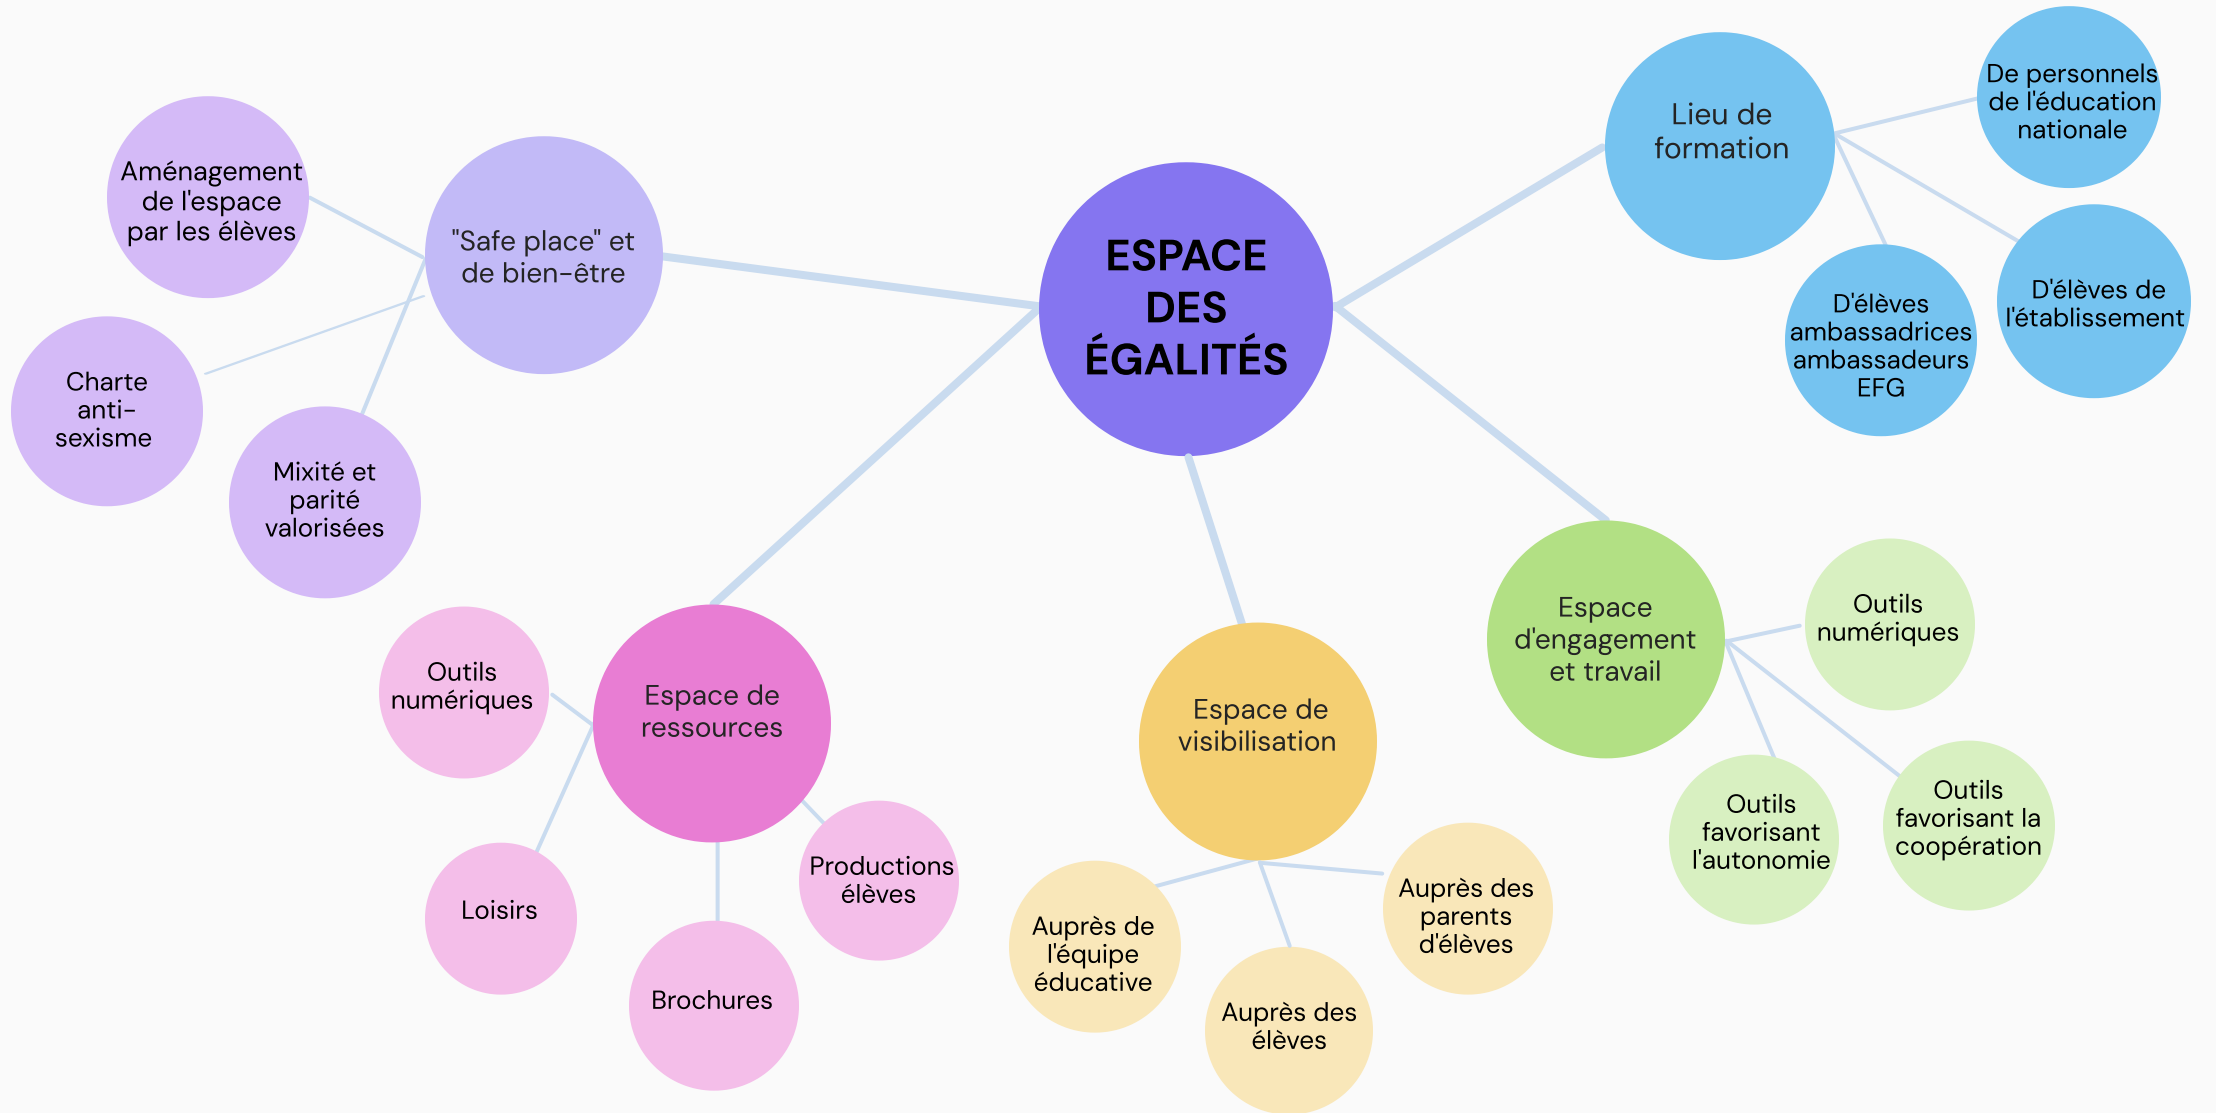 ESPACE
DES
ÉGALITÉS
"Safe place" et
de bien-être
Aménagement
de l'espace
par les élèves
Charte
anti-
sexisme
Mixité et
parité
valorisées
Espace de
ressources
Outils
numériques
Loisirs
Brochures
Productions
élèves
Espace de
visibilisation
Auprès de
l'équipe
éducative
Auprès des
élèves
Auprès des
parents
d'élèves
Espace
d'engagement
et travail
Outils
numériques
Outils
favorisant
l'autonomie
Outils
favorisant la
coopération
Lieu de
formation
De personnels
de l'éducation
nationale
D'élèves de
l'établissement
D'élèves
ambassadrices
ambassadeurs
EFG